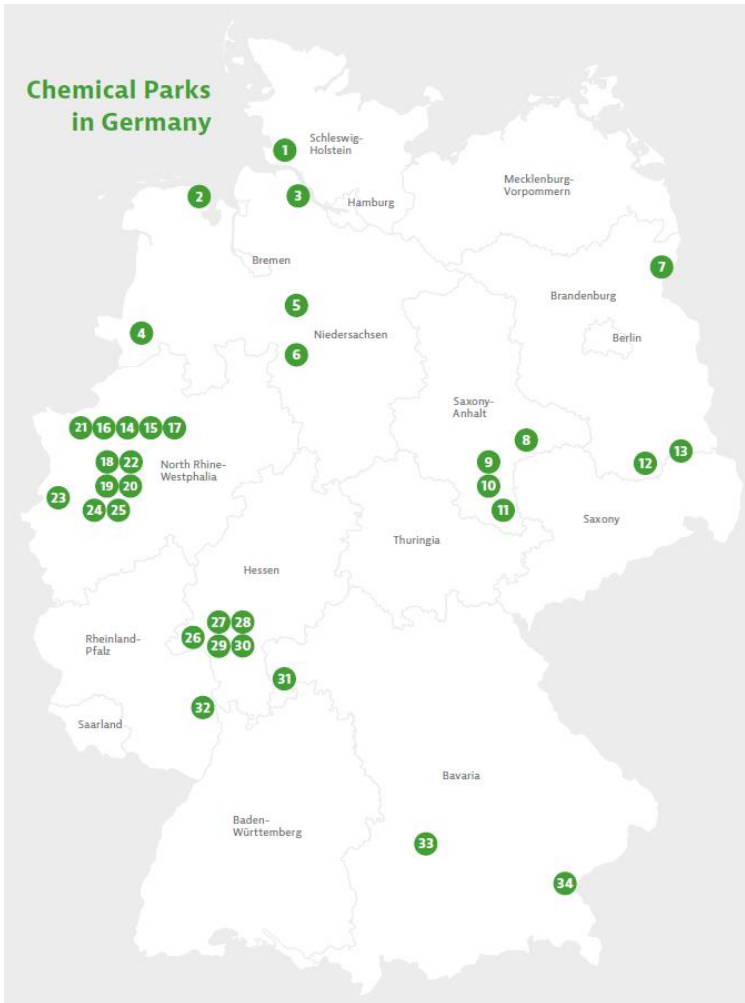 Chemical Parks
in Germany
1
Schleswig-
Holstein
2
3
Hamburg
Mecklenburg-
Vorpommern
Bremen
7
Brandenburg
5
4
Niedersachsen
Berlin
6
Saxony-
Anhalt
21 16 14 15 17
8
13
18 22
North Rhine-
Westphalia
9
12
19 20
10
23
24 25
11
Saxony
Thuringia
Hessen
27 28
26
Rheinland-
Pfalz
29 30
31
32
Saarland
Bavaria
Baden-
Württemberg
33
34